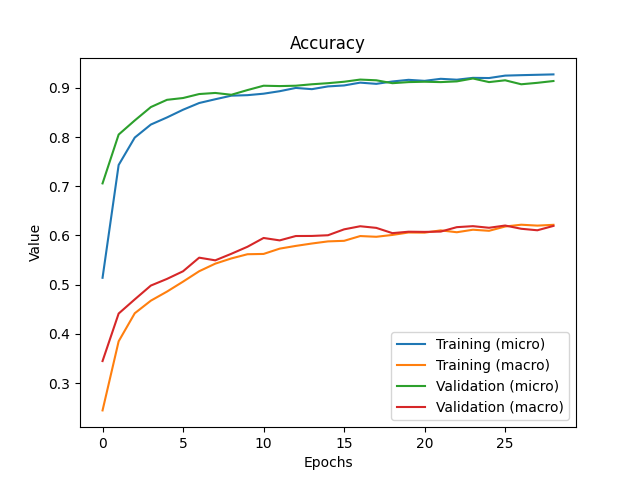 Accuracy
0.9
0.8
0.7
0.6
0.5
0.4
0.3
Value
0 5 10 15 20 25
Epochs
Training (micro)
Training (macro)
Validation (micro)
Validation (macro)